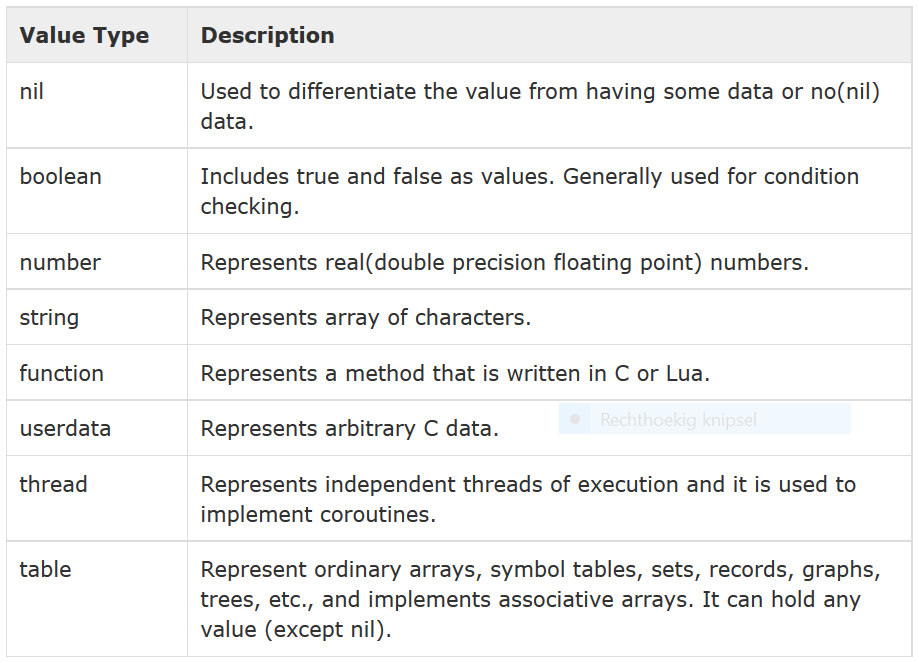 Value Type Description
nil Used to differentiate the value from having some data or no(nil)
data.
boolean Includes true and false as values. Generally used for condition
checking.
number Represents real(double precision floating point) numbers.
string Represents array of characters.
function Represents a method that is written in C or Lua.
userdata Represents arbitrary C data. Rechthoekig knipsel
thread Represents independent threads of execution and it is used to
implement coroutines.
table Represent ordinary arrays, symbol tables, sets, records, graphs,
trees, etc., and implements associative arrays. It can hold any
value (except nil).